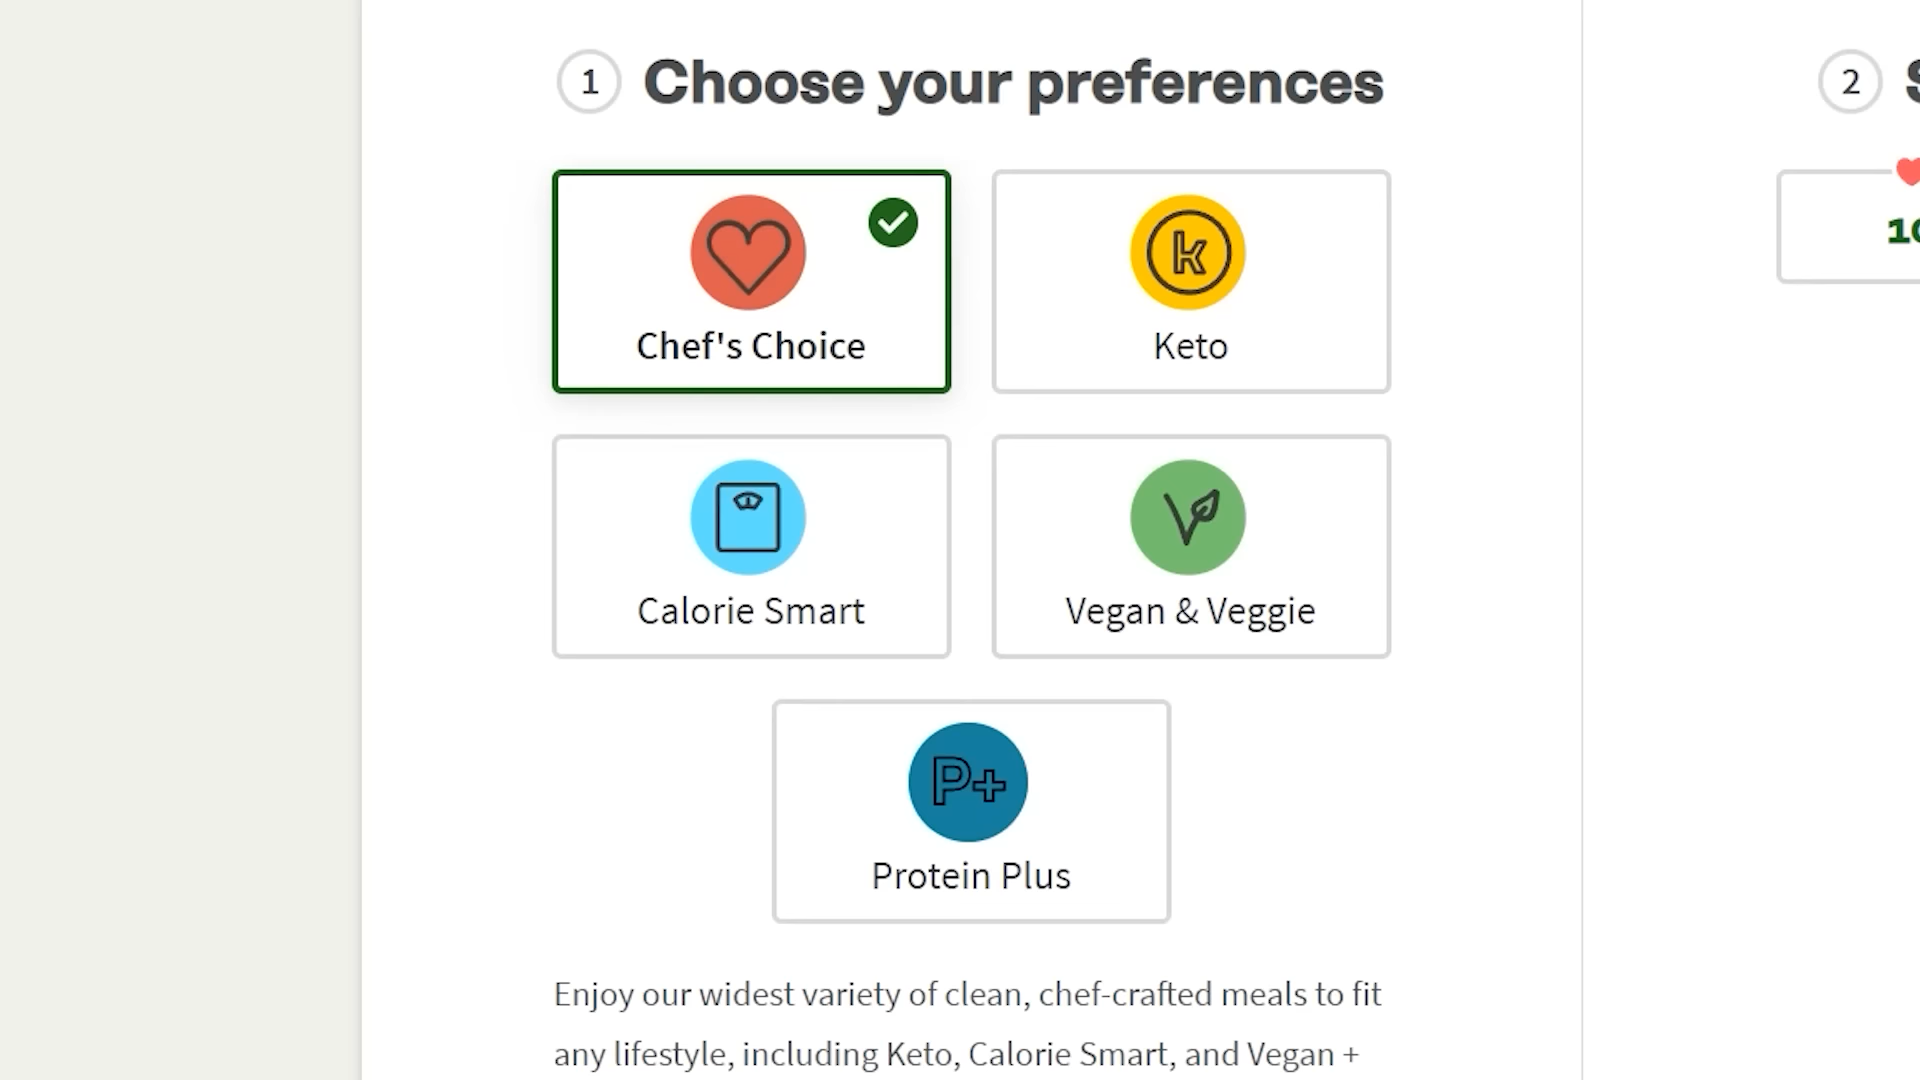 1 Choose your preferences
2
10
Chef's Choice
k
Keto
Calorie Smart
Vegan & Veggie
P+
Protein Plus
Enjoy our widest variety of clean, chef-crafted meals to fit
any lifestyle, including Keto, Calorie Smart, and Vegan +